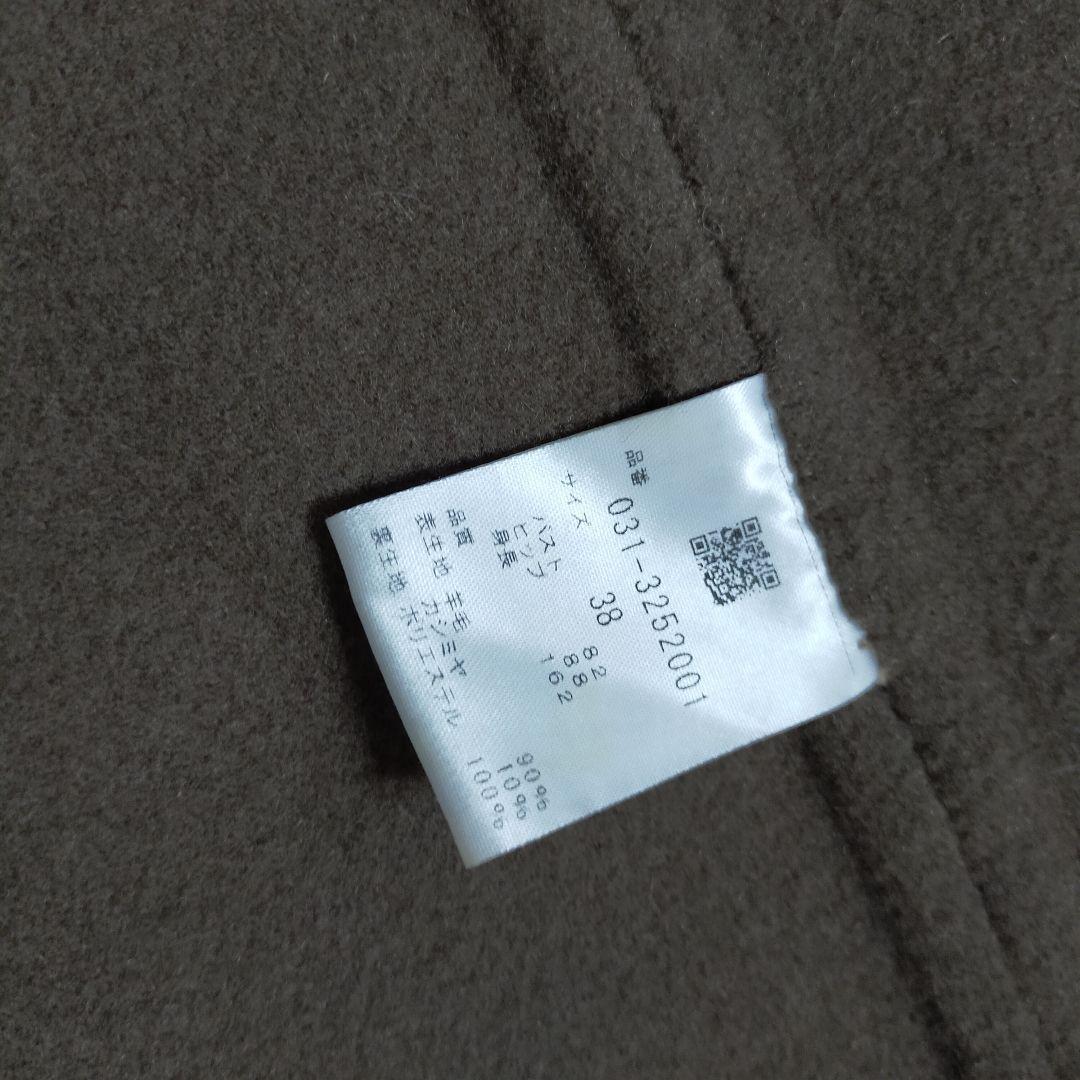 品番 031-3252001
サイズ 38
バスト 82
ヒップ 88
身長 162
品質
表生地 羊毛 90%
カシミヤ 10%
裏生地 ポリエステル 100%